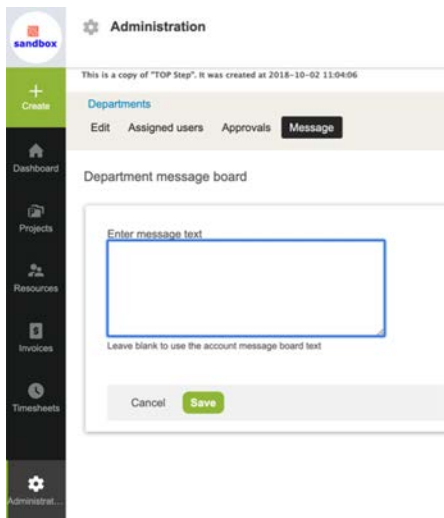 sandbox
Administration
This is a copy of "TOP Step". It was created at 2018-10-02 11:04:06
Create
Departments
Edit Assigned users Approvals Message
Dashboard
Department message board
Projects
Enter message text
Resources
Invoices
Leave blank to use the account message board text
Timesheets
Cancel Save
Administrat...